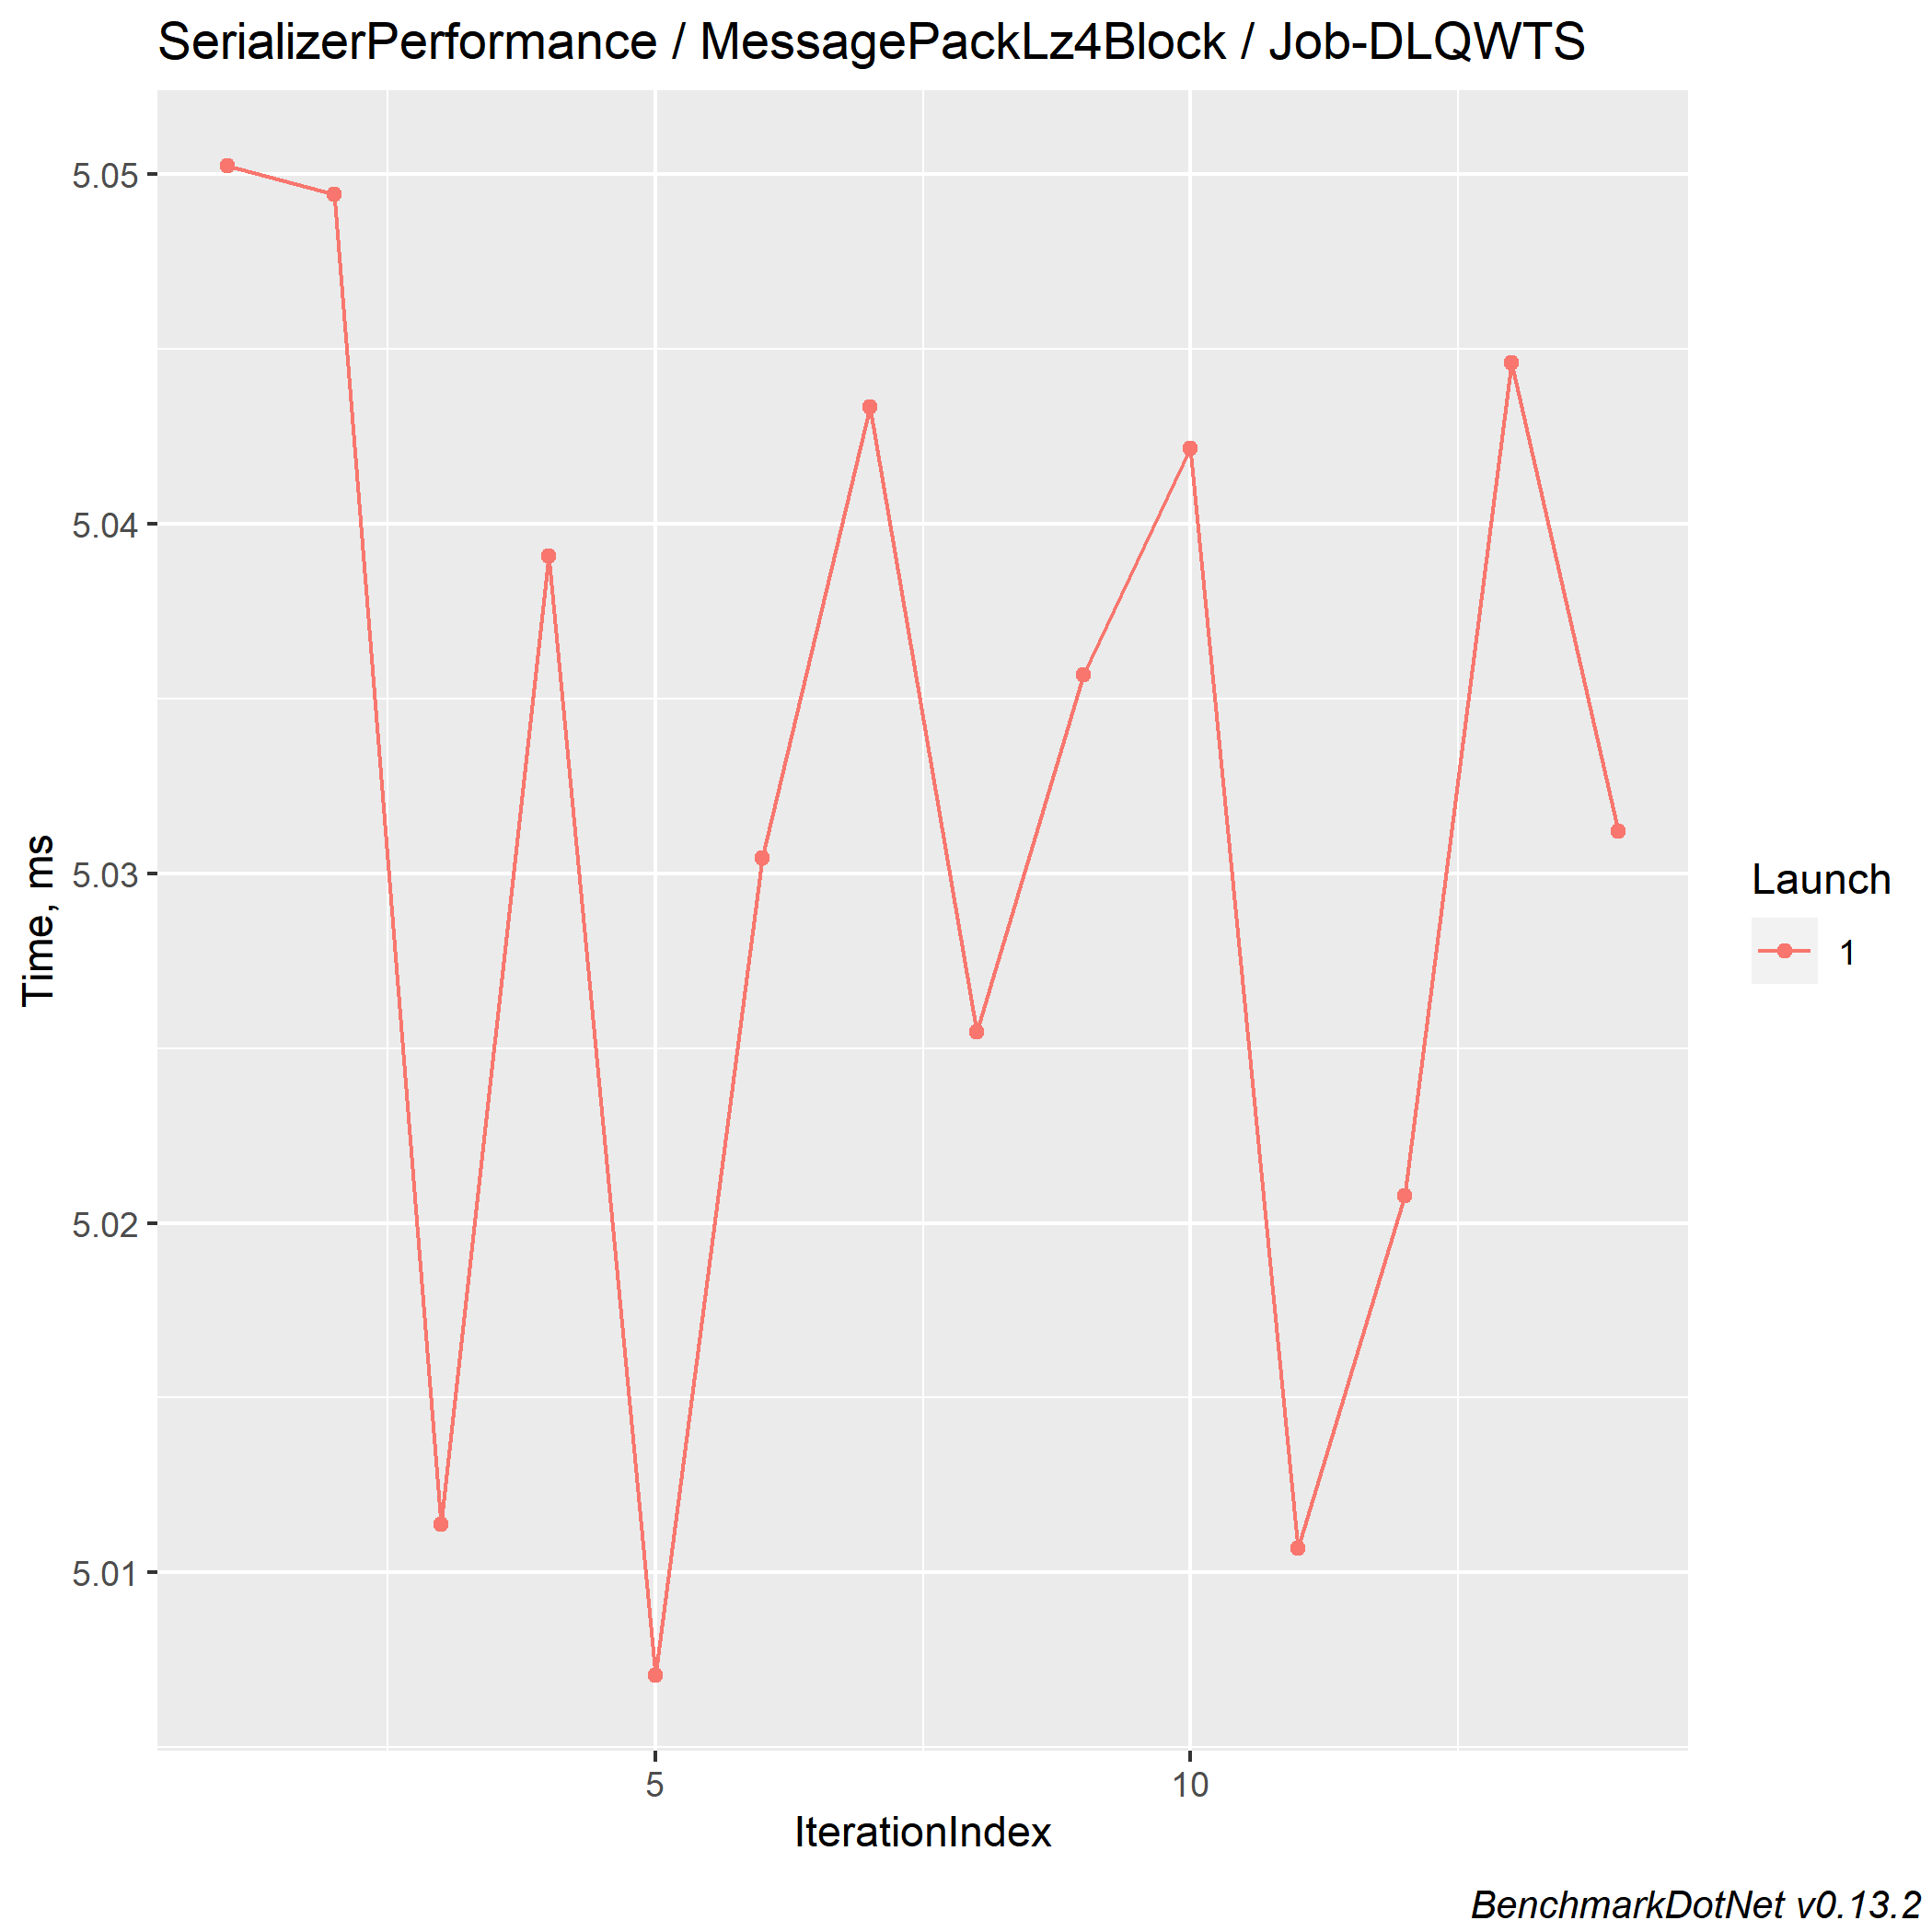 SerializerPerformance / MessagePackLz4Block / Job-DLQWTS
5.05
5.04
5.03
5.02
5.01
Time, ms
5
10
IterationIndex
Launch
1
BenchmarkDotNet v0.13.2